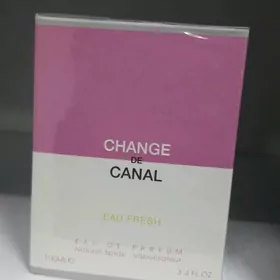 CHANGE
DE
CANAL
EAU FRESH
EAU DE PARFUM
3.4 FL.OZ